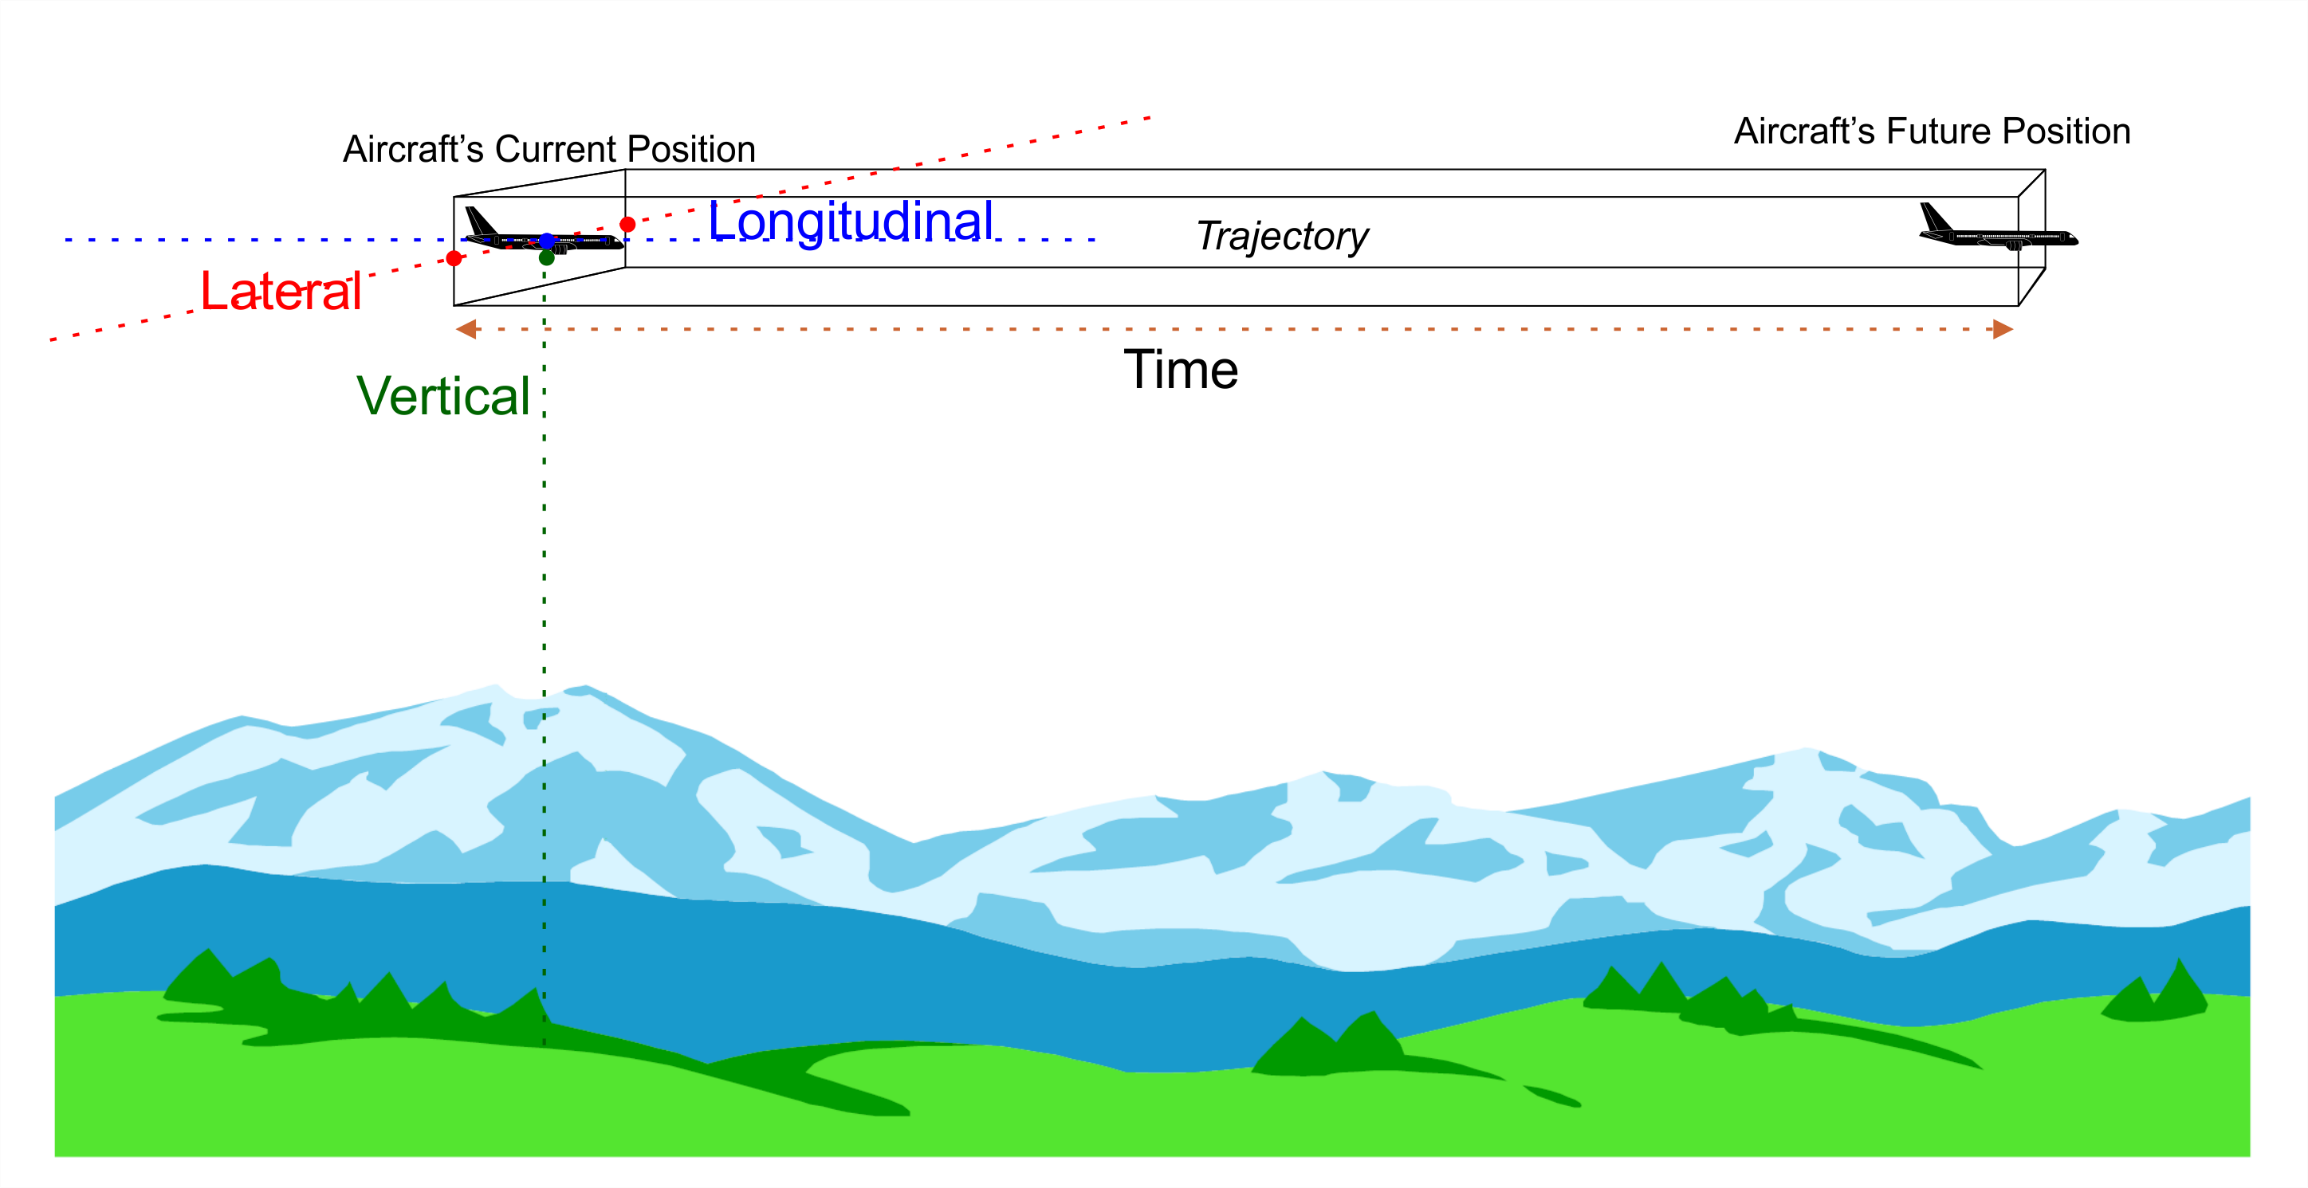 Aircraft’s Current Position
Aircraft’s Future Position
Longitudinal
Trajectory
Lateral
Time
Vertical